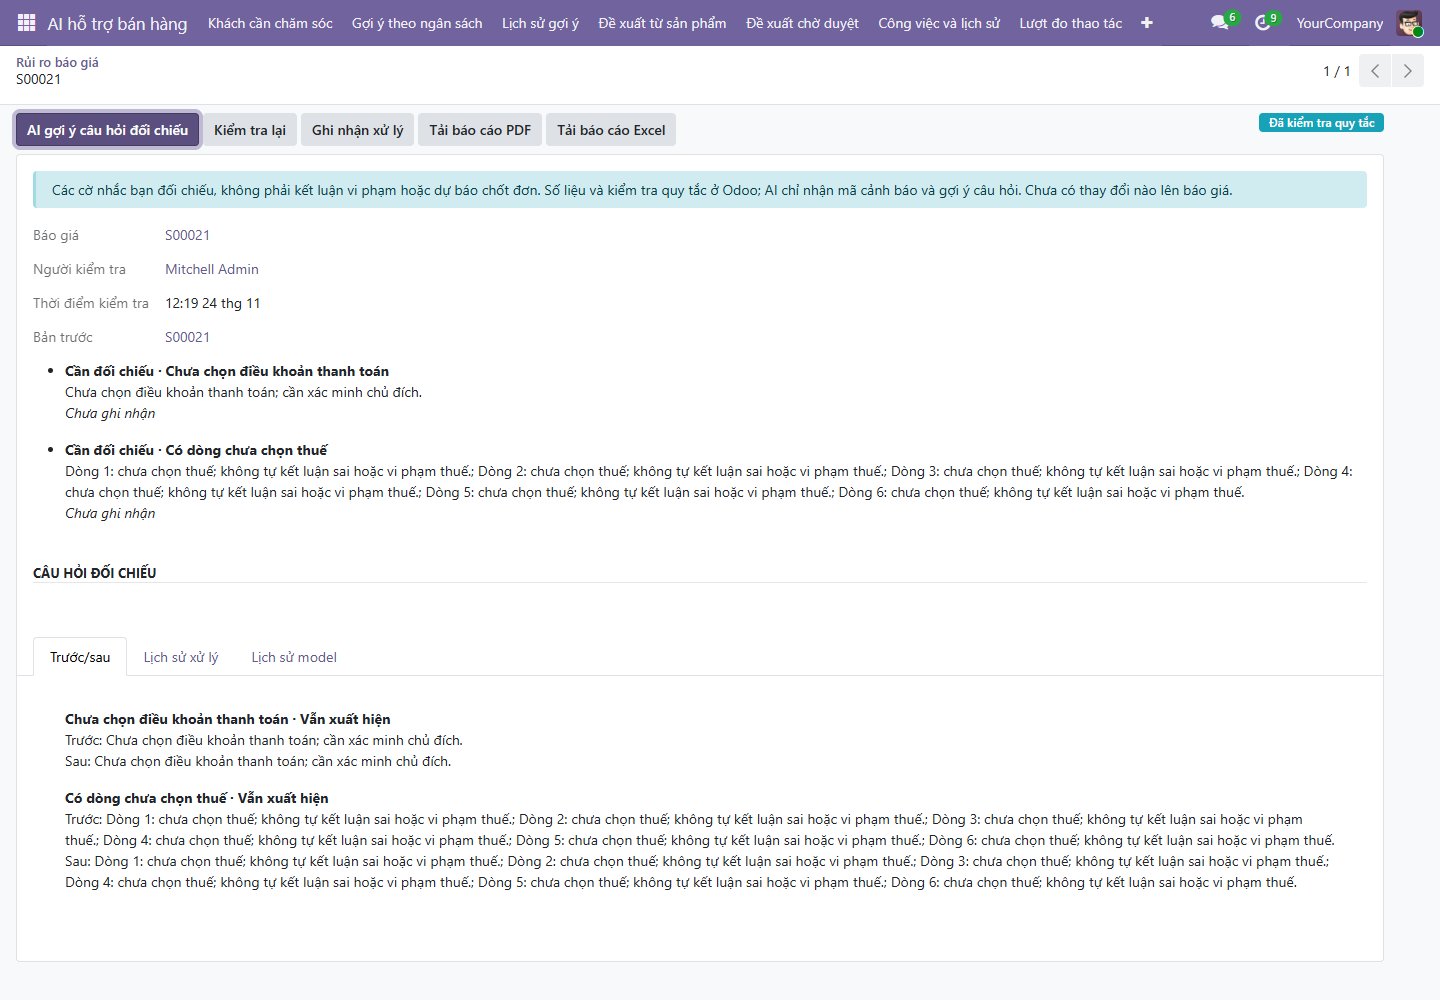 AI hỗ trợ bán hàng Khách cần chăm sóc Gợi ý theo ngân sách Lịch sử gợi ý Đề xuất từ sản phẩm Đề xuất chờ duyệt Công việc và lịch sử Lượt đo thao tác + 6 9 YourCompany
Rủi ro báo giá
S00021
1 / 1
AI gợi ý câu hỏi đối chiếu Kiểm tra lại Ghi nhận xử lý Tải báo cáo PDF Tải báo cáo Excel Đã kiểm tra quy tắc
Các cờ nhắc bạn đối chiếu, không phải kết luận vi phạm hoặc dự báo chốt đơn. Số liệu và kiểm tra quy tắc ở Odoo; AI chỉ nhận mã cảnh báo và gợi ý câu hỏi. Chưa có thay đổi nào lên báo giá.
Báo giá S00021
Người kiểm tra Mitchell Admin
Thời điểm kiểm tra 12:19 24 thg 11
Bản trước S00021
• Cần đối chiếu · Chưa chọn điều khoản thanh toán
Chưa chọn điều khoản thanh toán; cần xác minh chủ đích.
Chưa ghi nhận
• Cần đối chiếu · Có dòng chưa chọn thuế
Dòng 1: chưa chọn thuế; không tự kết luận sai hoặc vi phạm thuế.; Dòng 2: chưa chọn thuế; không tự kết luận sai hoặc vi phạm thuế.; Dòng 3: chưa chọn thuế; không tự kết luận sai hoặc vi phạm thuế.; Dòng 4:
chưa chọn thuế; không tự kết luận sai hoặc vi phạm thuế.; Dòng 5: chưa chọn thuế; không tự kết luận sai hoặc vi phạm thuế.; Dòng 6: chưa chọn thuế; không tự kết luận sai hoặc vi phạm thuế.
Chưa ghi nhận
CÂU HỎI ĐỐI CHIẾU
Trước/sau Lịch sử xử lý Lịch sử model
Chưa chọn điều khoản thanh toán · Vẫn xuất hiện
Trước: Chưa chọn điều khoản thanh toán; cần xác minh chủ đích.
Sau: Chưa chọn điều khoản thanh toán; cần xác minh chủ đích.
Có dòng chưa chọn thuế · Vẫn xuất hiện
Trước: Dòng 1: chưa chọn thuế; không tự kết luận sai hoặc vi phạm thuế.; Dòng 2: chưa chọn thuế; không tự kết luận sai hoặc vi phạm thuế.; Dòng 3: chưa chọn thuế; không tự kết luận sai hoặc vi phạm
thuế.; Dòng 4: chưa chọn thuế; không tự kết luận sai hoặc vi phạm thuế.; Dòng 5: chưa chọn thuế; không tự kết luận sai hoặc vi phạm thuế.; Dòng 6: chưa chọn thuế; không tự kết luận sai hoặc vi phạm thuế.
Sau: Dòng 1: chưa chọn thuế; không tự kết luận sai hoặc vi phạm thuế.; Dòng 2: chưa chọn thuế; không tự kết luận sai hoặc vi phạm thuế.; Dòng 3: chưa chọn thuế; không tự kết luận sai hoặc vi phạm thuế.;
Dòng 4: chưa chọn thuế; không tự kết luận sai hoặc vi phạm thuế.; Dòng 5: chưa chọn thuế; không tự kết luận sai hoặc vi phạm thuế.; Dòng 6: chưa chọn thuế; không tự kết luận sai hoặc vi phạm thuế.